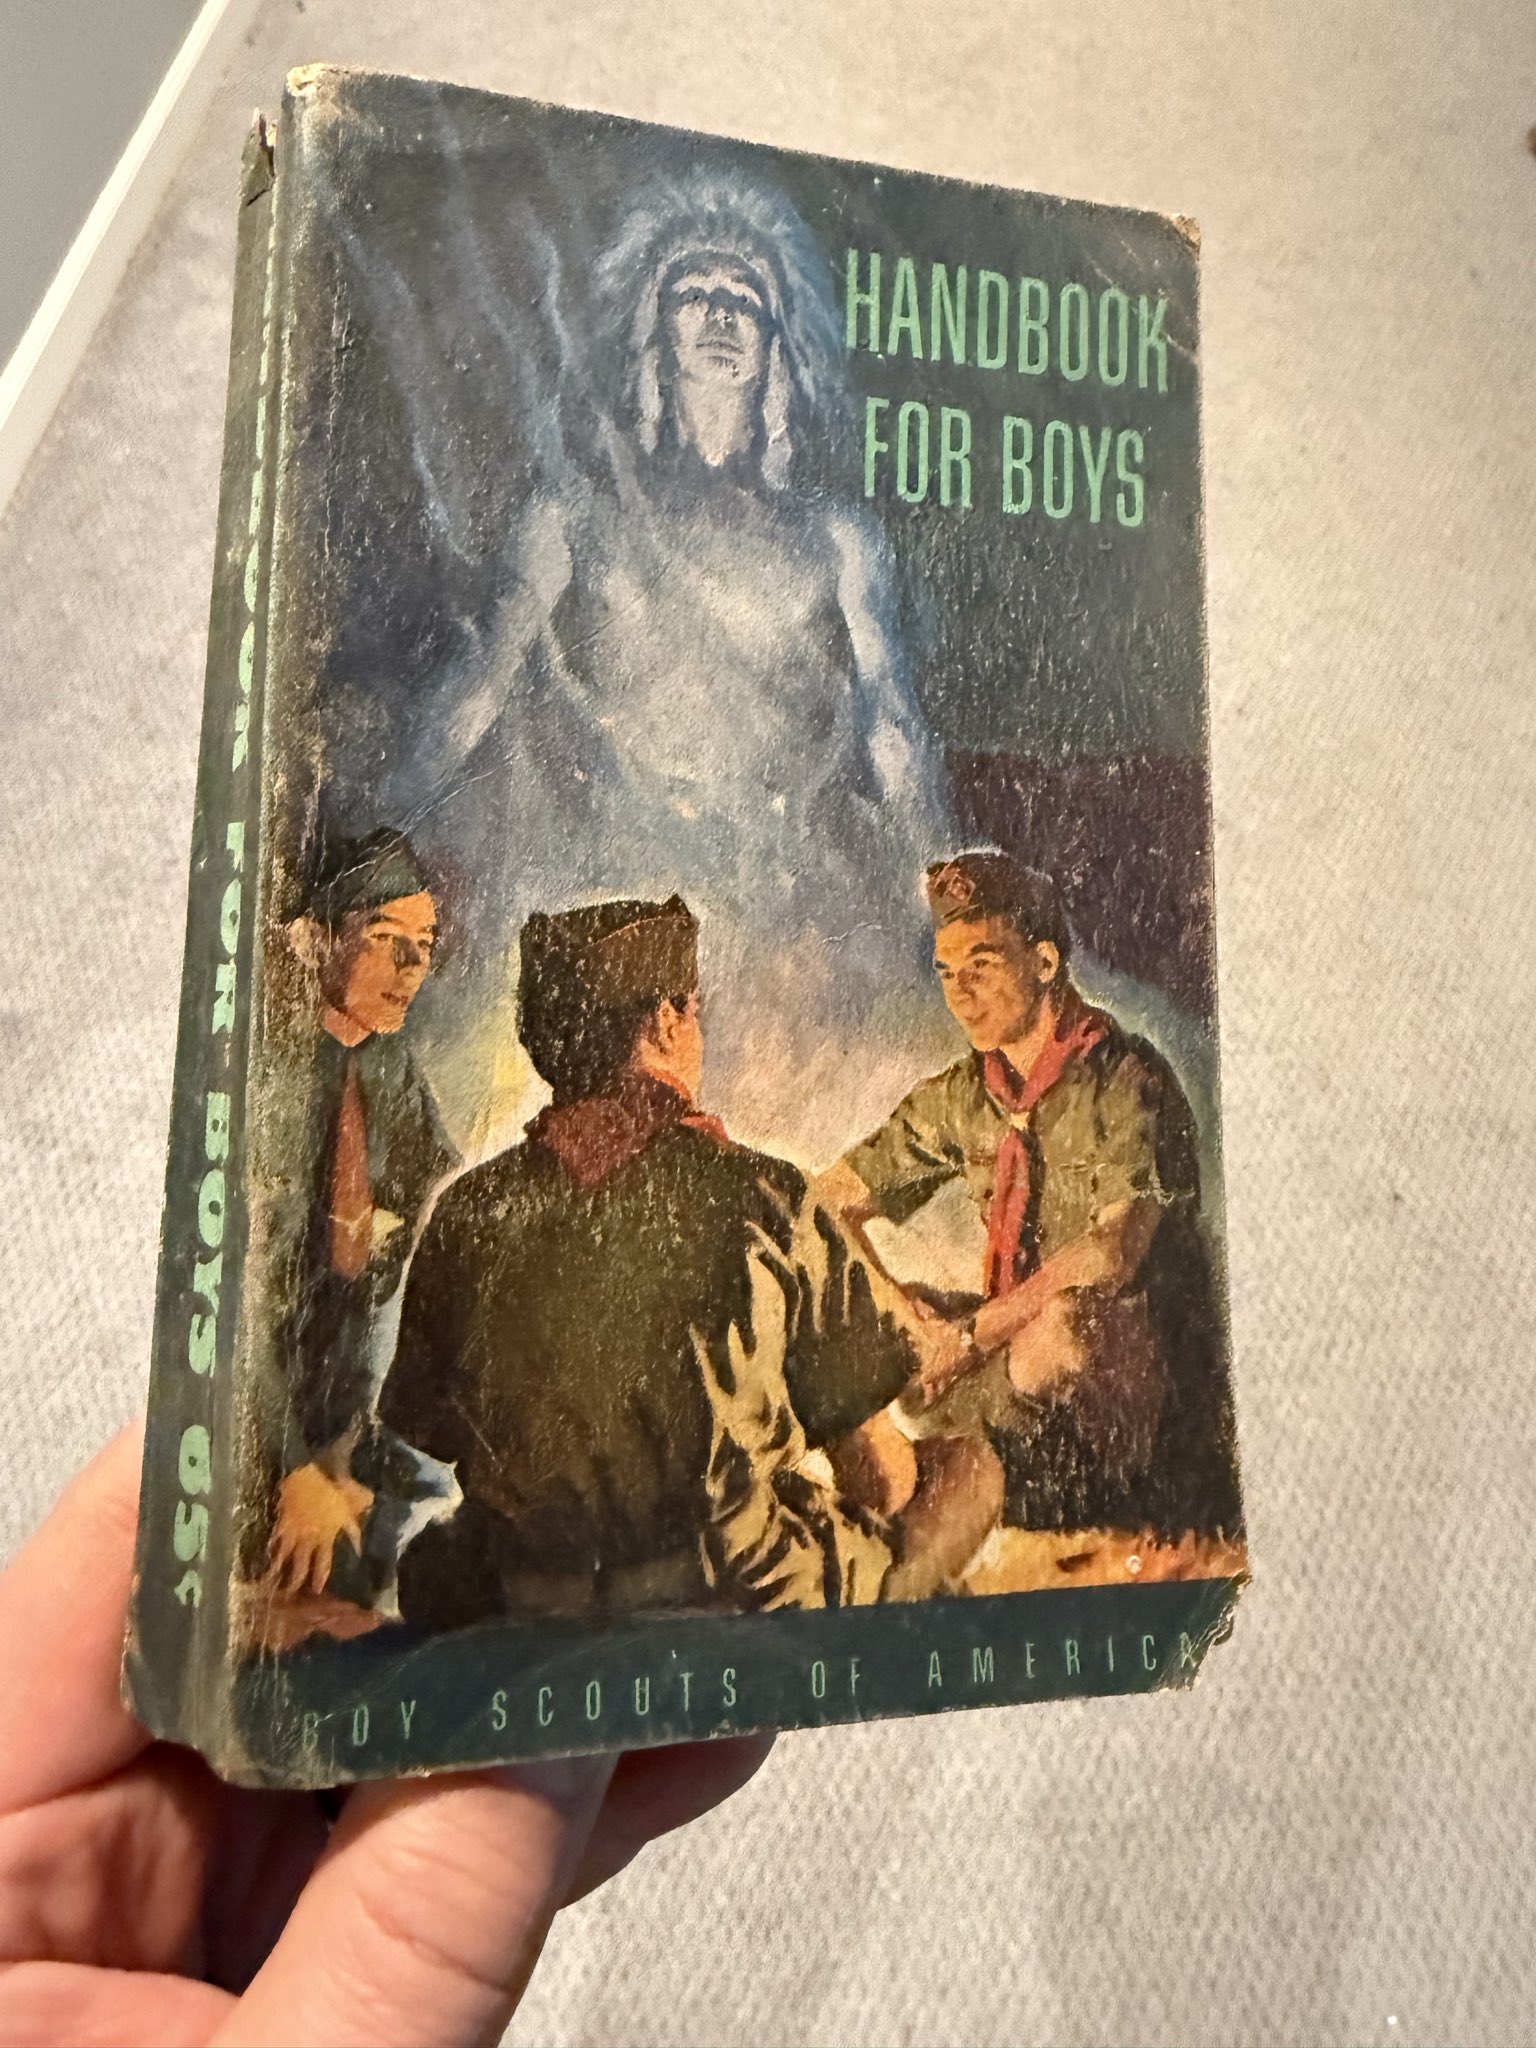 HANDBOOK
FOR BOYS
BOY SCOUTS OF AMERICA
HANDBOOK FOR BOYS 65¢